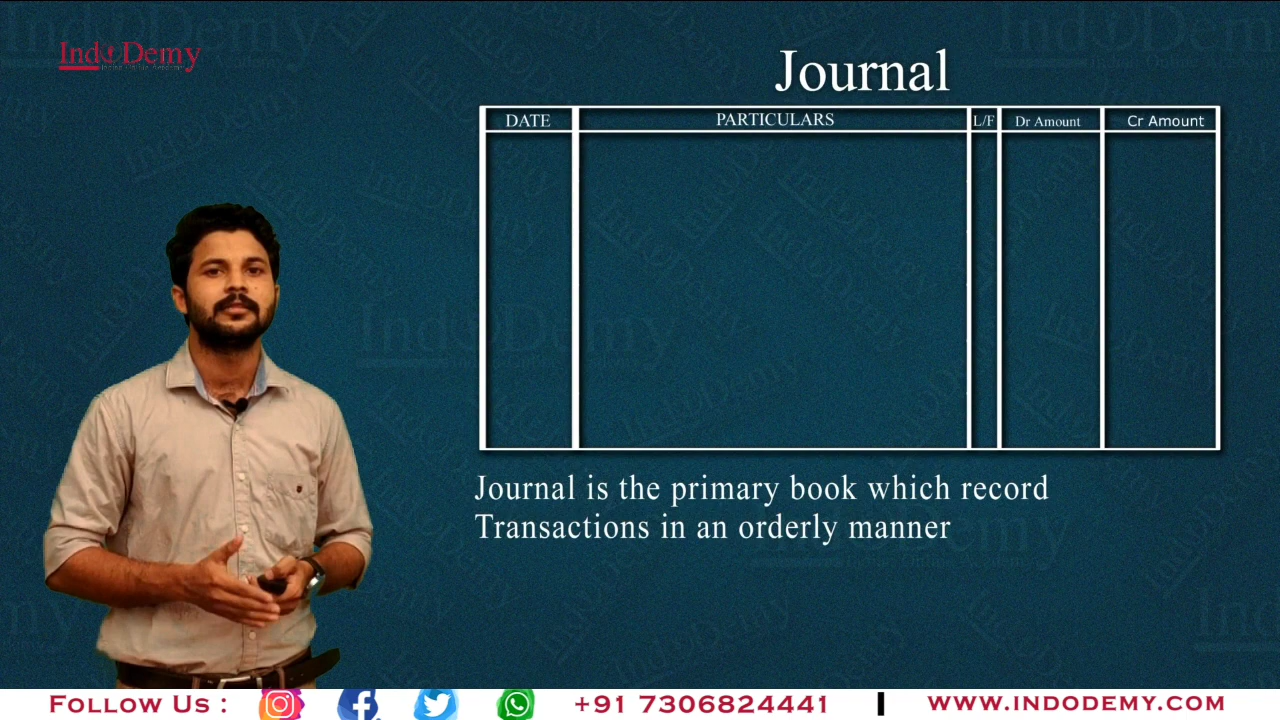 IndoDemy
Journal
DATE PARTICULARS L/F Dr Amount Cr Amount
Journal is the primary book which record
Transactions in an orderly manner
Follow Us : +91 7306824441 | www.indodemy.com